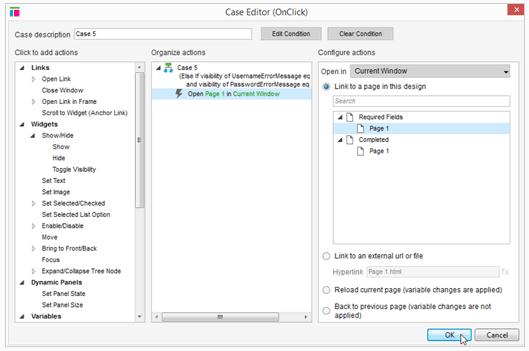 Case Editor (OnClick)
Case description Case 5 Edit Condition Clear Condition
Click to add actions
Links
Open Link
Close Window
Open Link in Frame
Scroll to Widget (Anchor Link)
Widgets
Show/Hide
Show
Hide
Toggle Visibility
Set Text
Set Image
Set Selected/Checked
Set Selected List Option
Enable/Disable
Move
Bring to Front/Back
Focus
Expand/Collapse Tree Node
Dynamic Panels
Set Panel State
Set Panel Size
Variables
Organize actions
Case 5
(Else If visibility of UsernameErrorMessage eq
and visibility of PasswordErrorMessage eq
Open Page 1 in Current Window
Configure actions
Open in Current Window
Link to a page in this design
Search
Required Fields
Page 1
Completed
Page 1
Link to an external url or file
Hyperlink Page 1.html fx
Reload current page (variable changes are applied)
Back to previous page (variable changes are not
applied)
OK Cancel